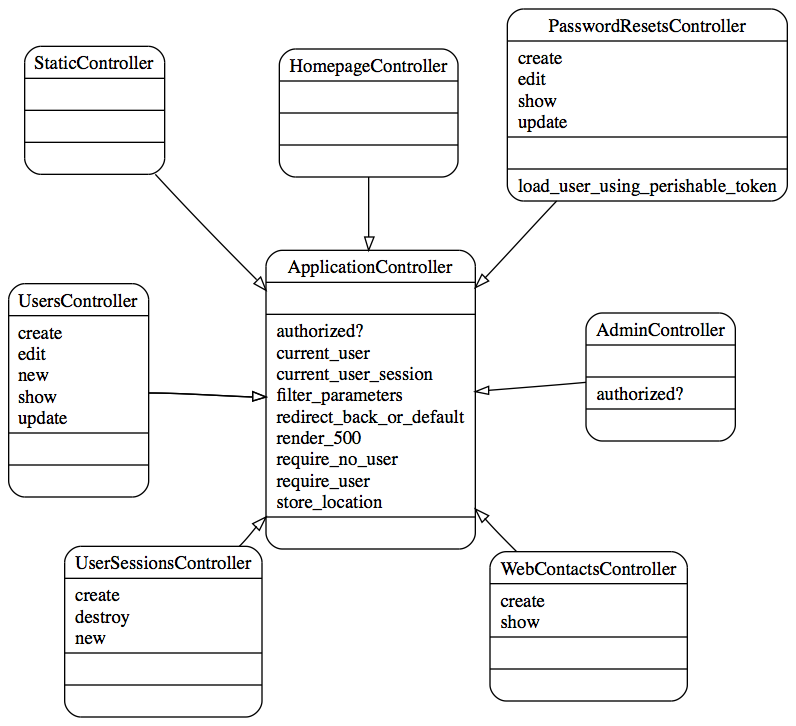 StaticController
HomepageController
PasswordResetsController
create
edit
show
update
load_user_using_perishable_token
ApplicationController
authorized?
current_user
current_user_session
filter_parameters
redirect_back_or_default
render_500
require_no_user
require_user
store_location
UsersController
create
edit
new
show
update
AdminController
authorized?
UserSessionsController
create
destroy
new
WebContactsController
create
show